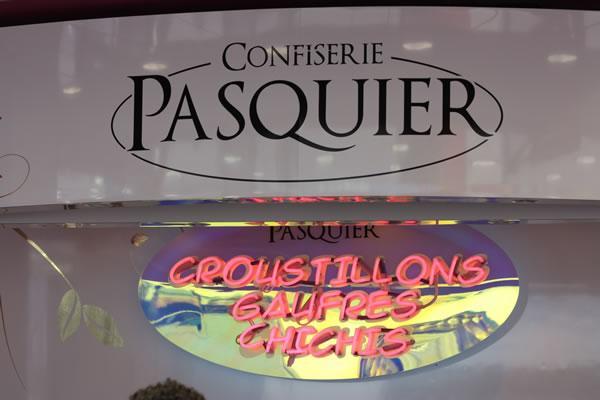 CONFISERIE
PASQUIER
PASQUIER
CROUSTILLONS
GAUFRES
CHICHIS